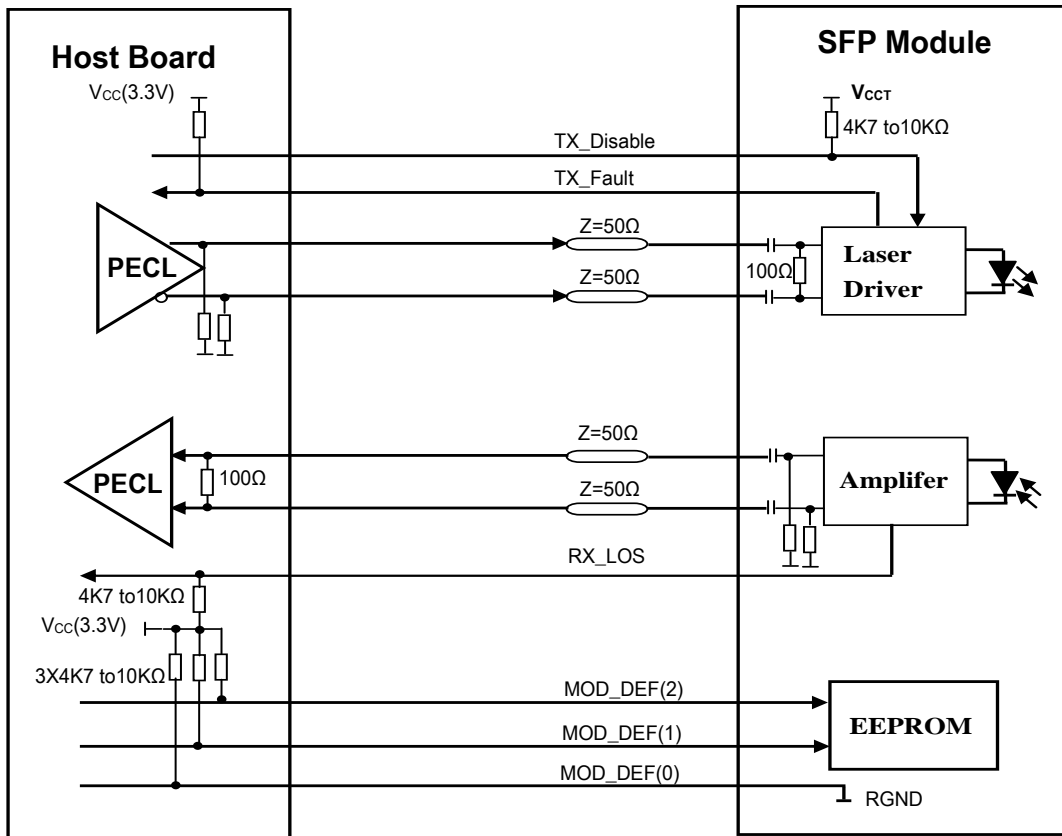 Host Board
SFP Module
Vcc(3.3V)
VCCT
4K7 to10KΩ
TX_Disable
TX_Fault
Z=50Ω
PECL
100Ω
Laser
Driver
Z=50Ω
Z=50Ω
PECL
100Ω
Amplifer
Z=50Ω
RX_LOS
4K7 to10KΩ
Vcc(3.3V)
3X4K7 to10KΩ
MOD_DEF(2)
EEPROM
MOD_DEF(1)
MOD_DEF(0)
RGND